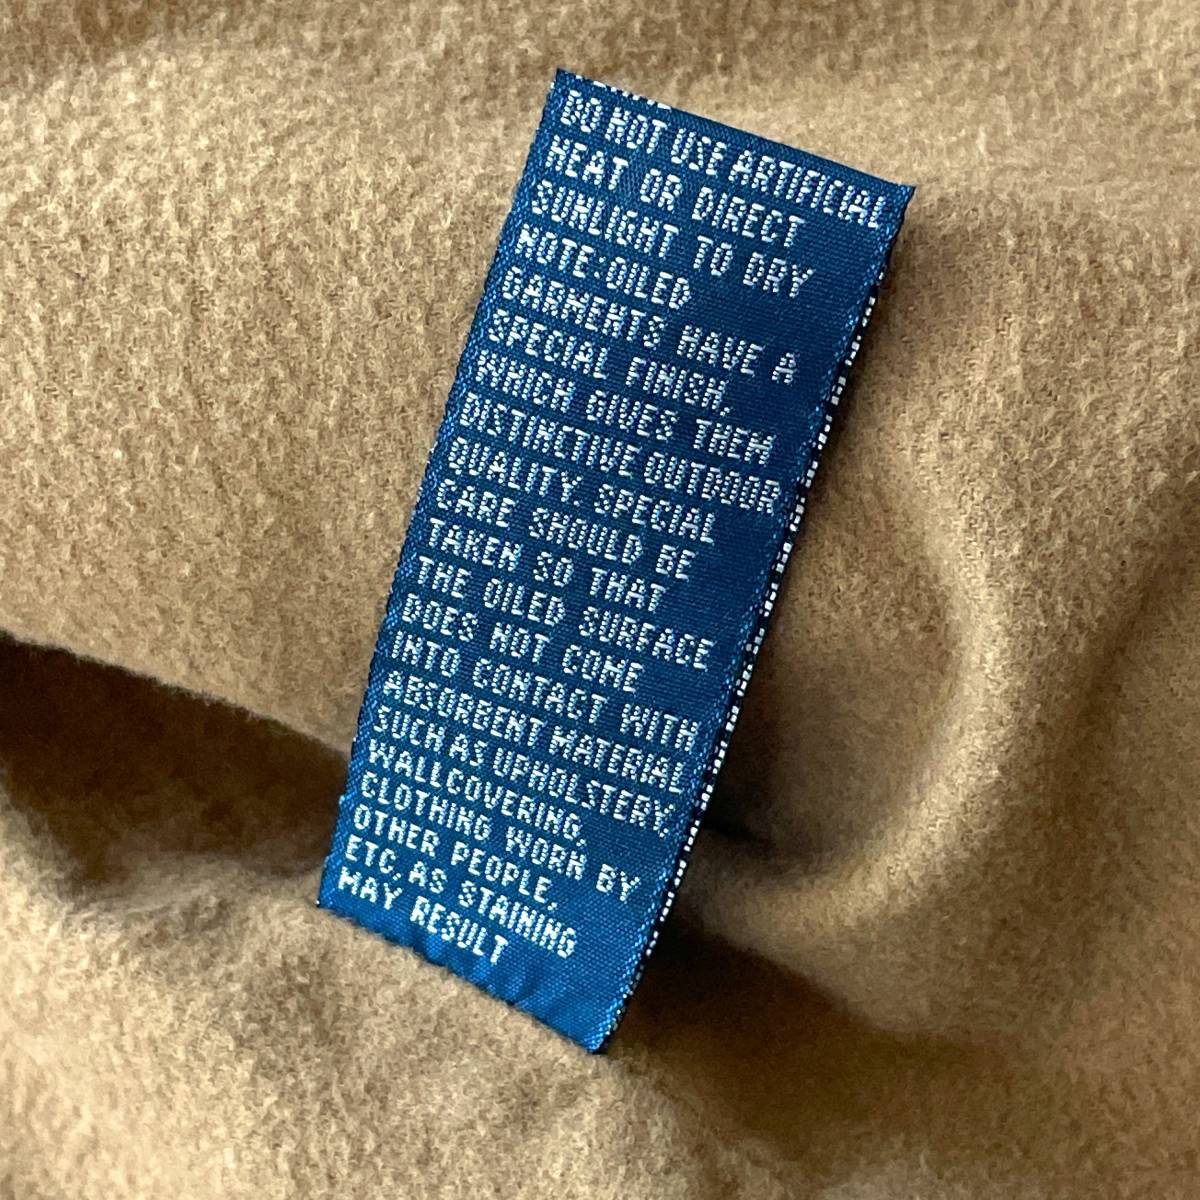 DO NOT USE ARTIFICIAL
HEAT OR DIRECT
SUNLIGHT TO DRY
NOTE:OILED
GARMENTS HAVE A
SPECIAL FINISH,
WHICH GIVES THEM
DISTINCTIVE OUTDOOR
QUALITY. SPECIAL
CARE SHOULD BE
TAKEN SO THAT
THE OILED SURFACE
DOES NOT COME
INTO CONTACT WITH
ABSORBENT MATERIAL
SUCH AS UPHOLSTERY,
WALLCOVERING,
CLOTHING WORN BY
OTHER PEOPLE,
ETC, AS STAINING
MAY RESULT